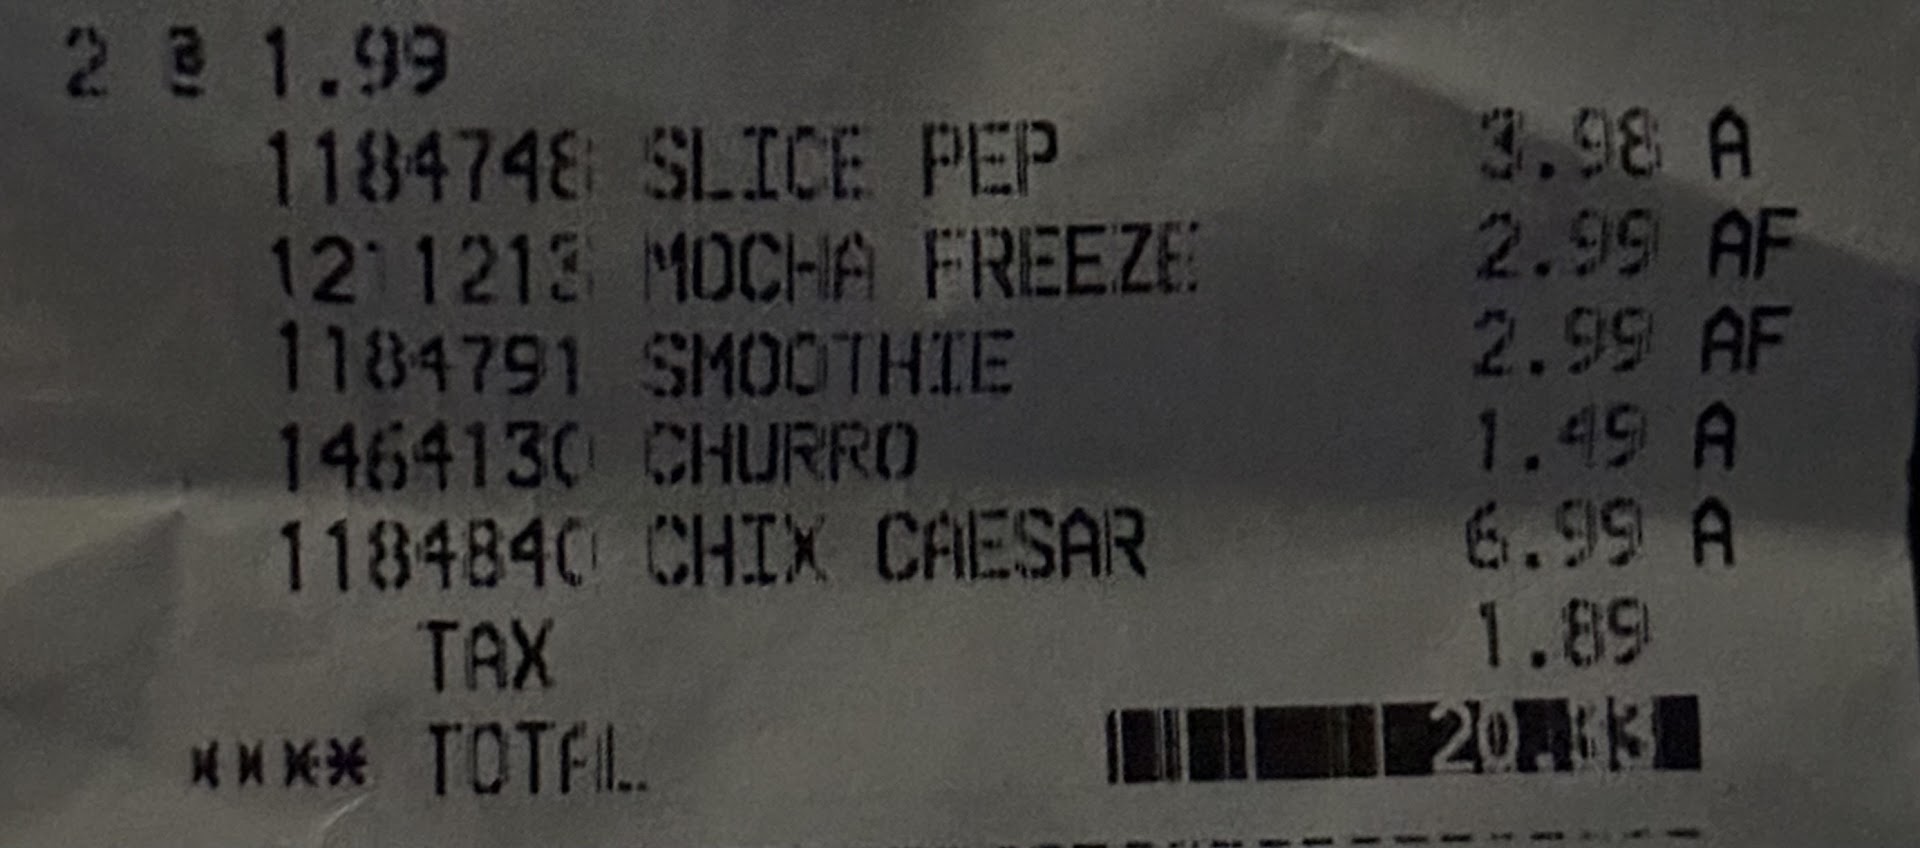 2 @ 1.99
1184748 SLICE PEP 3.98 A
1211213 MOCHA FREEZE 2.99 AF
1184791 SMOOTHIE 2.99 AF
1464130 CHURRO 1.49 A
1184840 CHIX CAESAR 6.99 A
TAX 1.89
**** TOTAL 20.33